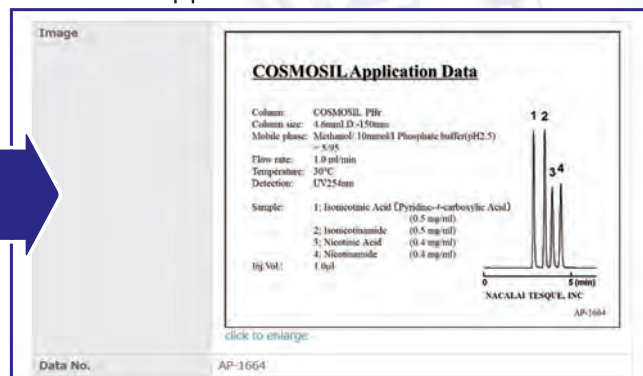 Image
COSMOSIL Application Data
Column: COSMOSIL PBr
Column size: 4.6mmI.D.-150mm
Mobile phase: Methanol/ 10mmol/l Phosphate buffer(pH2.5)
= 5/95
Flow rate: 1.0 ml/min
Temperature: 30°C
Detection: UV254nm
Sample: 1; Isonicotinic Acid (Pyridine-4-carboxylic Acid)
(0.5 mg/ml)
2; Isonicotinamide (0.5 mg/ml)
3; Nicotinic Acid (0.4 mg/ml)
4; Nicotinamide (0.4 mg/ml)
Inj.Vol.: 1.0µl
1 2
3 4
0 5 (min)
NACALAI TESQUE, INC
AP-1664
click to enlarge
Data No. AP-1664